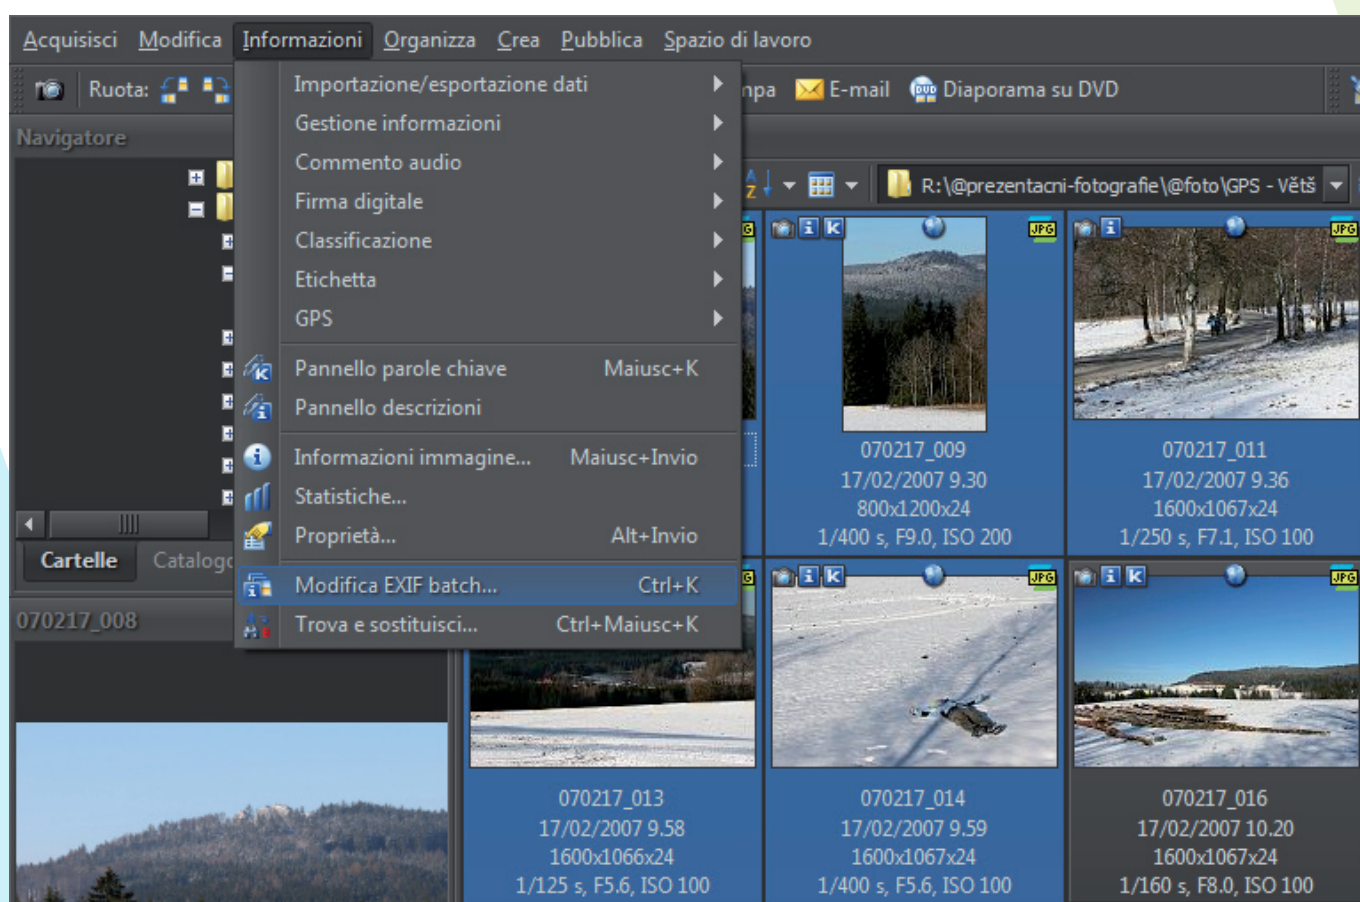 Acquisisci Modifica Informazioni Organizza Crea Pubblica Spazio di lavoro
Ruota: E-mail DVD Diaporama su DVD
Navigatore
Importazione/esportazione dati
Gestione informazioni
Commento audio
Firma digitale
Classificazione
Etichetta
GPS
Pannello parole chiave Maiusc+K
Pannello descrizioni
Informazioni immagine... Maiusc+Invio
Statistiche...
Proprietà... Alt+Invio
Modifica EXIF batch... Ctrl+K
Trova e sostituisci... Ctrl+Maiusc+K
A
Z
R:\@prezentacni-fotografie\@foto\GPS - Větš
i K JPG
i JPG
070217_009
17/02/2007 9.30
800x1200x24
1/400 s, F9.0, ISO 200
070217_011
17/02/2007 9.36
1600x1067x24
1/250 s, F7.1, ISO 100
Cartelle
070217_008
i K JPG
i K JPG
070217_013
17/02/2007 9.58
1600x1066x24
1/125 s, F5.6, ISO 100
070217_014
17/02/2007 9.59
1600x1067x24
1/400 s, F5.6, ISO 100
070217_016
17/02/2007 10.20
1600x1067x24
1/160 s, F8.0, ISO 100